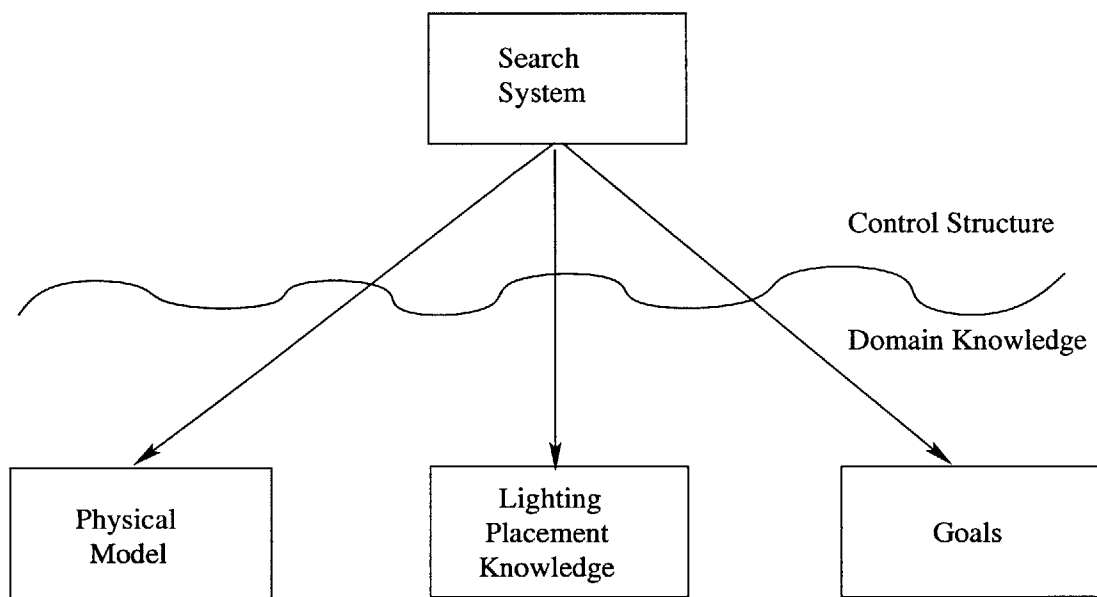 Search
System
Control Structure
Domain Knowledge
Physical
Model
Lighting
Placement
Knowledge
Goals